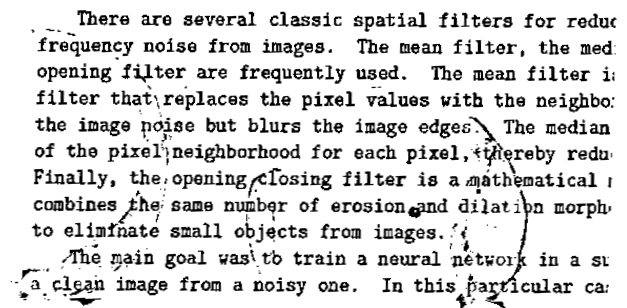 There are several classic spatial filters for reduc
frequency noise from images. The mean filter, the med
opening filter are frequently used. The mean filter i
filter that replaces the pixel values with the neighbo
the image noise but blurs the image edges. The median
of the pixel neighborhood for each pixel, thereby redu
Finally, the opening closing filter is a mathematical
combines the same number of erosion and dilation morph
to eliminate small objects from images.
The main goal was to train a neural network in a
a clean image from a noisy one. In this particular ca